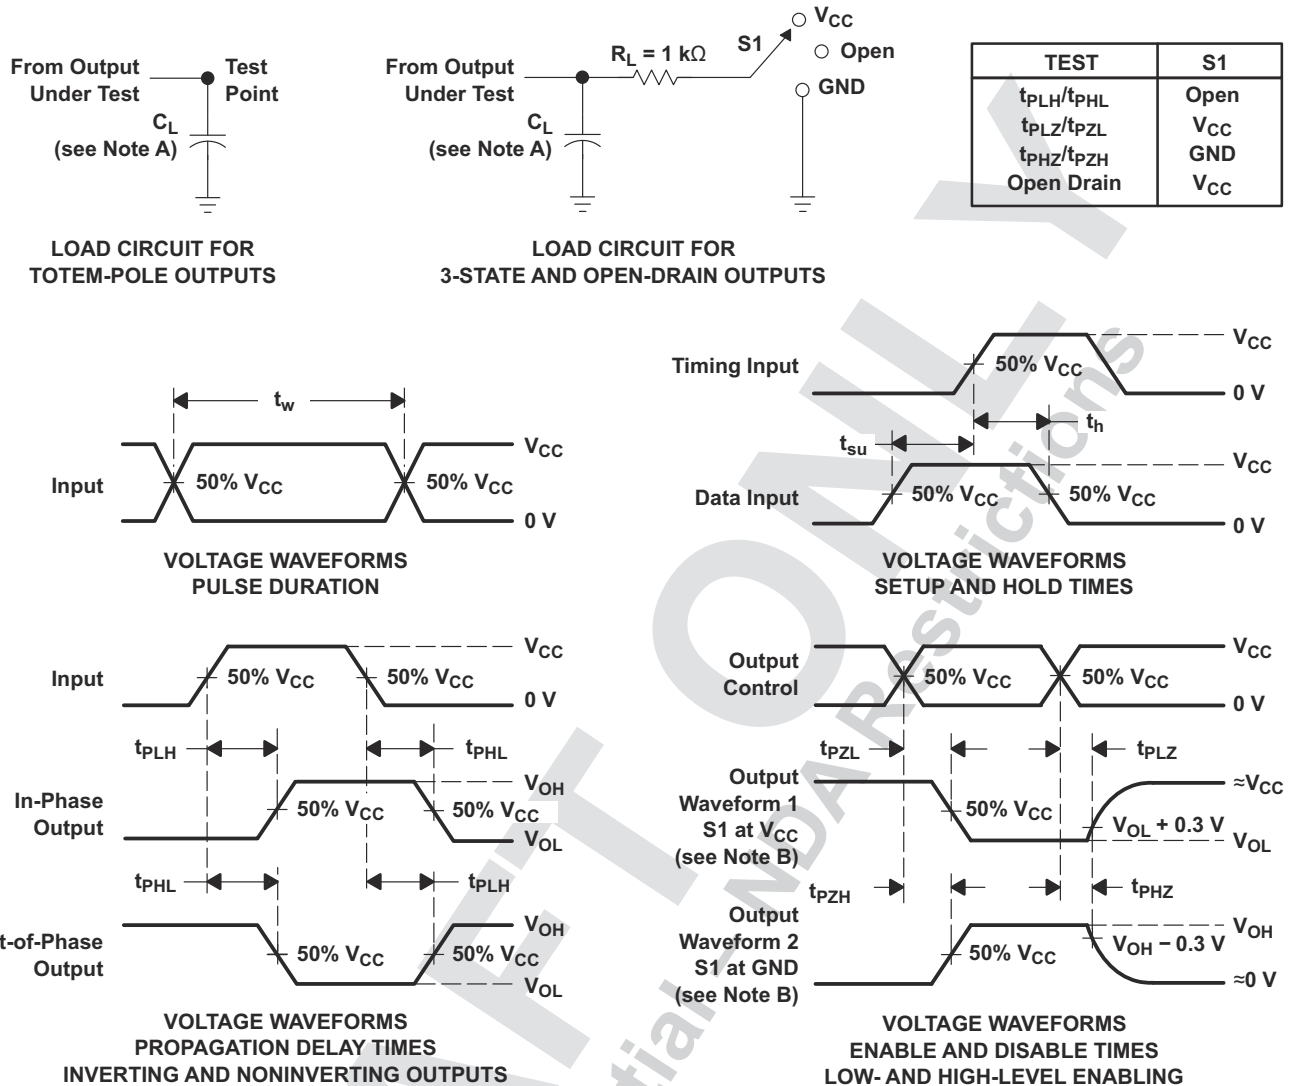 From Output
Under Test
Test
Point
C_L
(see Note A)
LOAD CIRCUIT FOR
TOTEM-POLE OUTPUTS
From Output
Under Test
R_L = 1 kΩ
S1
V_CC
Open
GND
C_L
(see Note A)
LOAD CIRCUIT FOR
3-STATE AND OPEN-DRAIN OUTPUTS
TEST S1
t_PLH/t_PHL Open
t_PLZ/t_PZL V_CC
t_PHZ/t_PZH GND
Open Drain V_CC
t_w
Input
50% V_CC
50% V_CC
V_CC
0 V
VOLTAGE WAVEFORMS
PULSE DURATION
Timing Input
50% V_CC
V_CC
0 V
t_su
t_h
Data Input
50% V_CC
50% V_CC
V_CC
0 V
VOLTAGE WAVEFORMS
SETUP AND HOLD TIMES
Input
50% V_CC
50% V_CC
V_CC
0 V
t_PLH
t_PHL
In-Phase
Output
50% V_CC
50% V_CC
V_OH
V_OL
t_PHL
t_PLH
t-of-Phase
Output
50% V_CC
50% V_CC
V_OH
V_OL
VOLTAGE WAVEFORMS
PROPAGATION DELAY TIMES
INVERTING AND NONINVERTING OUTPUTS
Output
Control
50% V_CC
50% V_CC
V_CC
0 V
t_PZL
t_PLZ
Output
Waveform 1
S1 at V_CC
(see Note B)
50% V_CC
≈V_CC
V_OL + 0.3 V
V_OL
t_PZH
t_PHZ
Output
Waveform 2
S1 at GND
(see Note B)
50% V_CC
V_OH
V_OH − 0.3 V
≈0 V
VOLTAGE WAVEFORMS
ENABLE AND DISABLE TIMES
LOW- AND HIGH-LEVEL ENABLING
AFT ONLY
ntial _NDA Restrictions